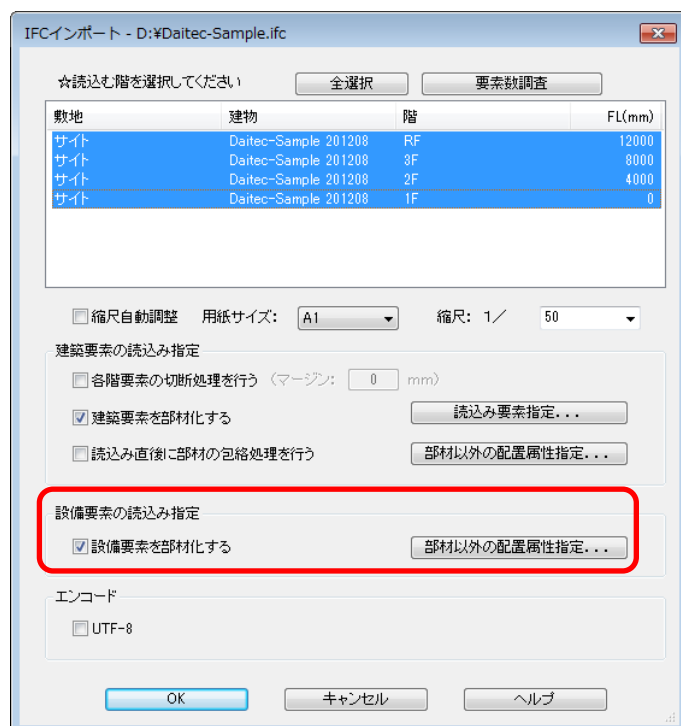 IFCインポート - D:¥Daitec-Sample.ifc
☆読込む階を選択してください 全選択 要素数調査
敷地 建物 階 FL(mm)
サイト Daitec-Sample 201208 RF 12000
サイト Daitec-Sample 201208 3F 8000
サイト Daitec-Sample 201208 2F 4000
サイト Daitec-Sample 201208 1F 0
縮尺自動調整 用紙サイズ: A1 縮尺: 1/ 50
建築要素の読込み指定
各階要素の切断処理を行う (マージン: 0 mm)
建築要素を部材化する 読込み要素指定...
読込み直後に部材の包絡処理を行う 部材以外の配置属性指定...
設備要素の読込み指定
設備要素を部材化する 部材以外の配置属性指定...
エンコード
UTF-8
OK キャンセル ヘルプ